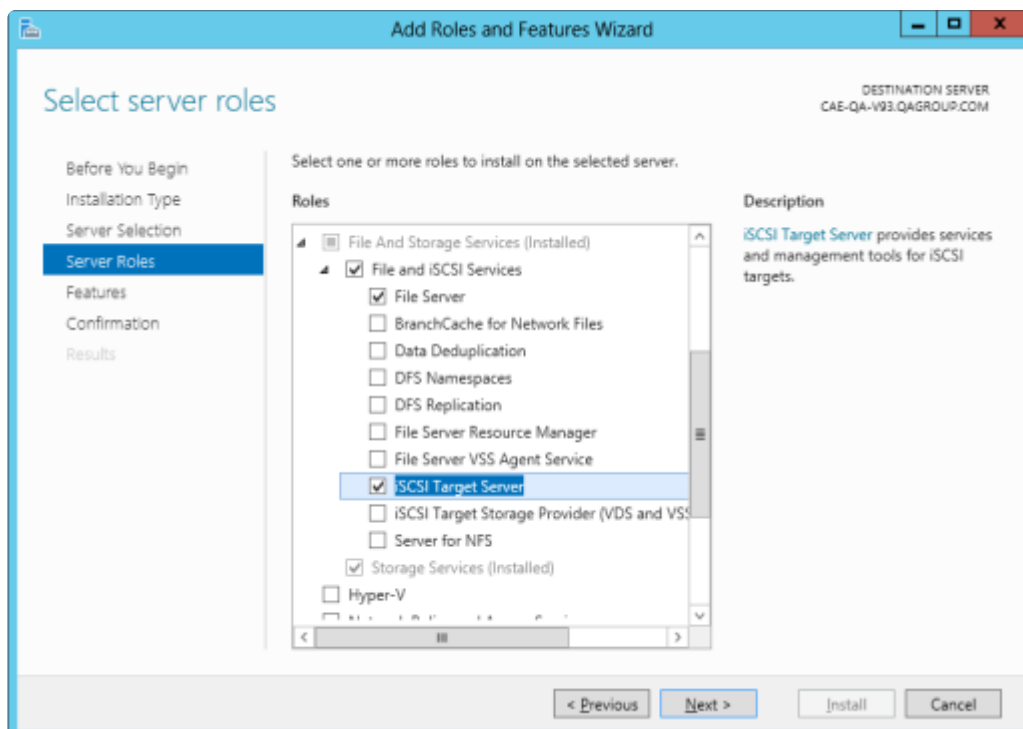 Add Roles and Features Wizard
Select server roles
DESTINATION SERVER
CAE-QA-V93.QAGROUP.COM
Before You Begin
Installation Type
Server Selection
Server Roles
Features
Confirmation
Results
Select one or more roles to install on the selected server.
Roles
File And Storage Services (Installed)
File and iSCSI Services
File Server
BranchCache for Network Files
Data Deduplication
DFS Namespaces
DFS Replication
File Server Resource Manager
File Server VSS Agent Service
iSCSI Target Server
iSCSI Target Storage Provider (VDS and VSS
Server for NFS
Storage Services (Installed)
Hyper-V
Description
iSCSI Target Server provides services
and management tools for iSCSI
targets.
< Previous
Next >
Install
Cancel